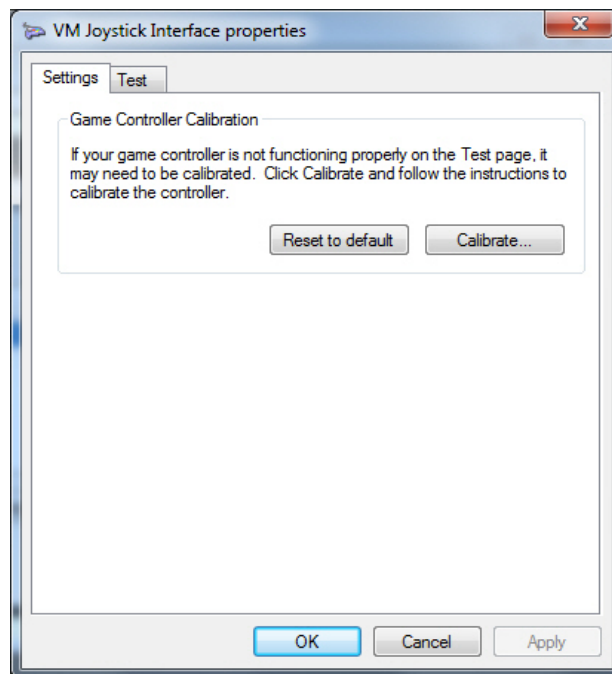 VM Joystick Interface properties
Settings Test
Game Controller Calibration
If your game controller is not functioning properly on the Test page, it
may need to be calibrated. Click Calibrate and follow the instructions to
calibrate the controller.
Reset to default Calibrate...
OK Cancel Apply